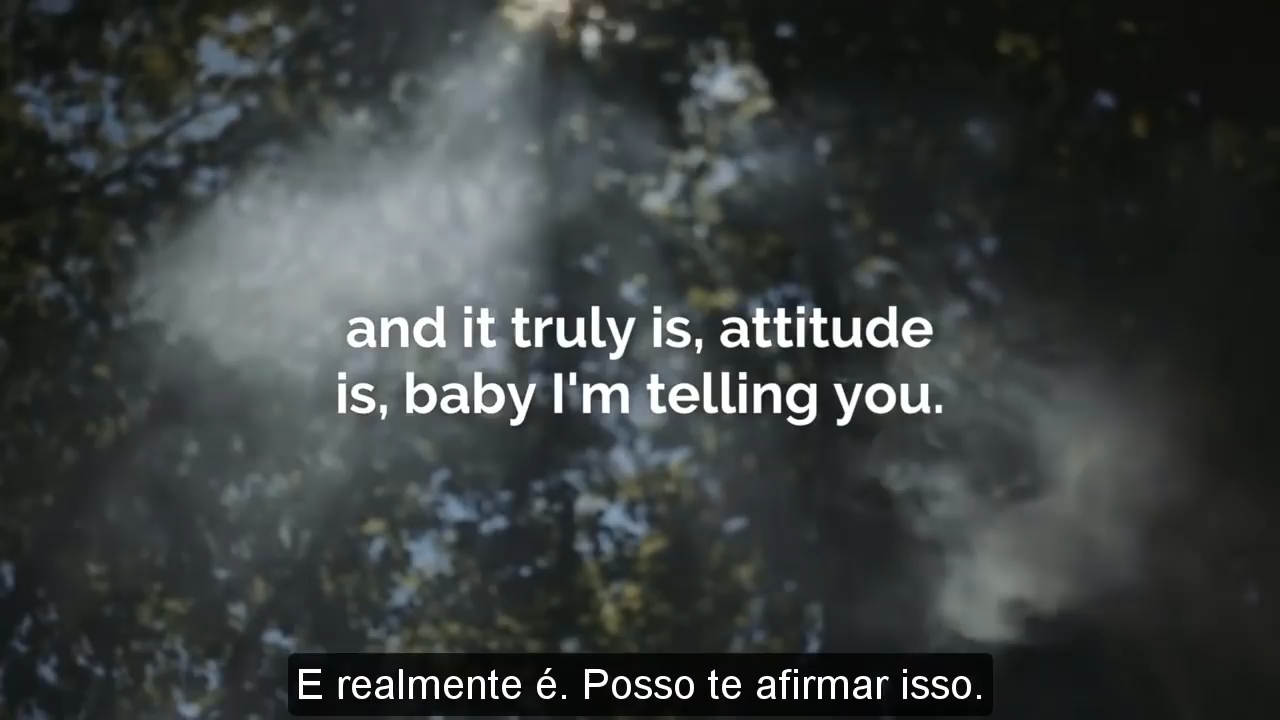 and it truly is, attitude
is, baby I'm telling you.
E realmente é. Posso te afirmar isso.